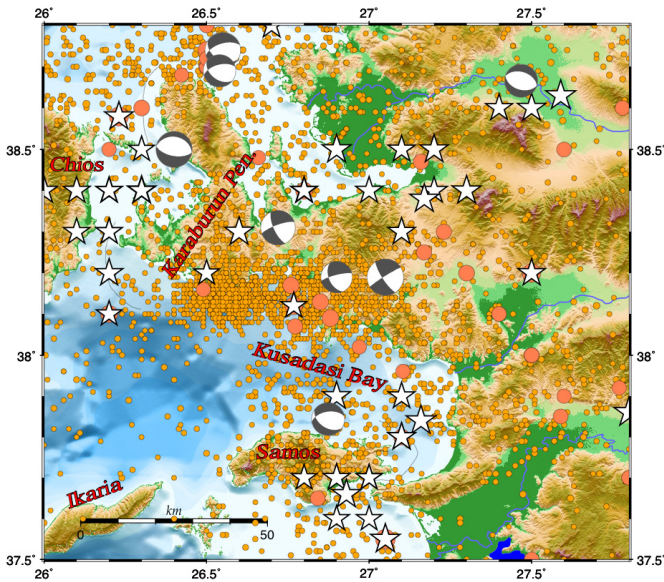 26˚ 26.5˚ 27˚ 27.5˚
38.5˚ 38.5˚
Chios
Karaburun Pen.
38˚ 38˚
Kusadasi Bay
Samos
Ikaria
km
0 50
37.5˚ 37.5˚
26˚ 26.5˚ 27˚ 27.5˚